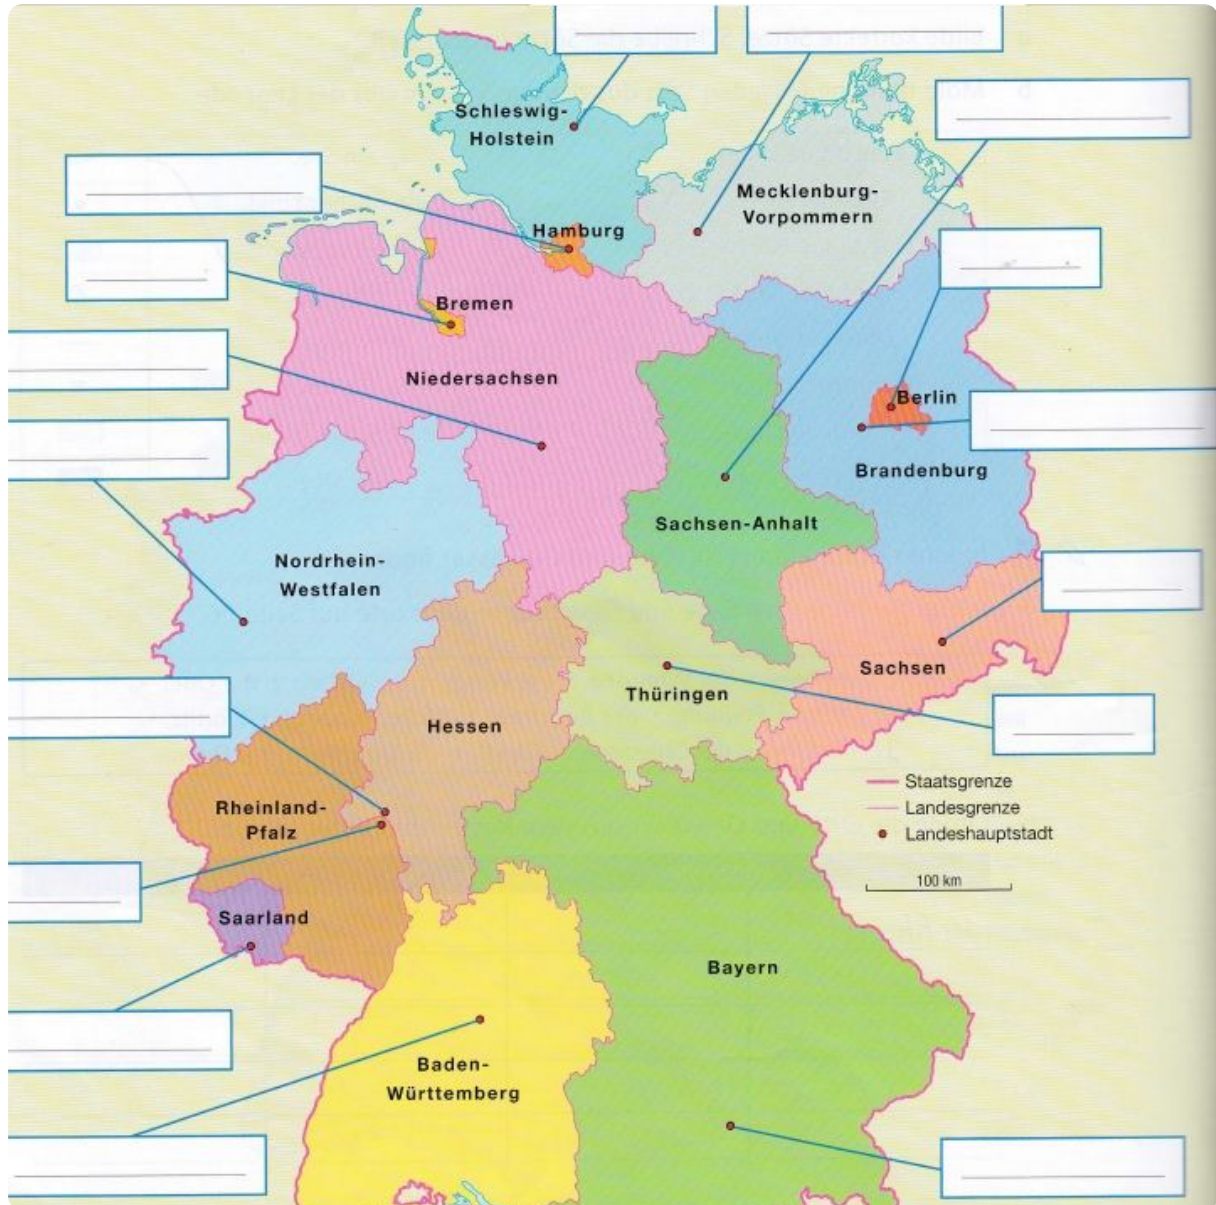 Schleswig-
Holstein
Mecklenburg-
Vorpommern
Hamburg
Bremen
Niedersachsen
Berlin
Brandenburg
Sachsen-Anhalt
Nordrhein-
Westfalen
Sachsen
Thüringen
Hessen
Staatsgrenze
Landesgrenze
Landeshauptstadt
100 km
Rheinland-
Pfalz
Saarland
Bayern
Baden-
Württemberg